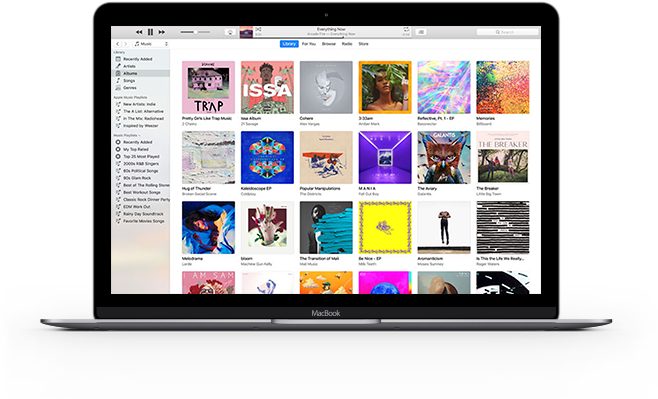 Everything Now
Arcade Fire — Everything Now
Search
Music
Library
For You
Browse
Radio
Store
Library
Recently Added
Artists
Albums
Songs
Genres
Apple Music Playlists
New Artists: Indie
The A List: Alternative
In The Mix: Radiohead
Inspired by Weezer
Music Playlists
Recently Added
My Top Rated
Top 25 Most Played
2000s R&B Singers
60s Political Songs
90s Glam Rock
Best of The Rolling Stones
Best Workout Songs
Classic Rock Dinner Party
EDM Work Out
Rainy Day Soundtrack
Favorite Movies Songs
2 CHAINZ
TRAP
ISSA
Pretty Girls Like Trap Music
2 Chainz
Issa Album
21 Savage
Cohere
Alex Vargas
3:33am
Amber Mark
Reflective, Pt. 1 - EP
Bassnectar
Memories
Billboard
GALANTIS
THE BREAKER
Hug of Thunder
Broken Social Scene
Kaleidoscope EP
Coldplay
Popular Manipulations
The Districts
M A N I A
Fall Out Boy
The Aviary
Galantis
The Breaker
Little Big Town
Melodrama
Lorde
bloom
Machine Gun Kelly
The Transition of Mali
Mali Music
Be Nice - EP
Milk Teeth
Aromanticism
Moses Sumney
Is This the Life We Really...
Roger Waters
I AM SAM
MacBook